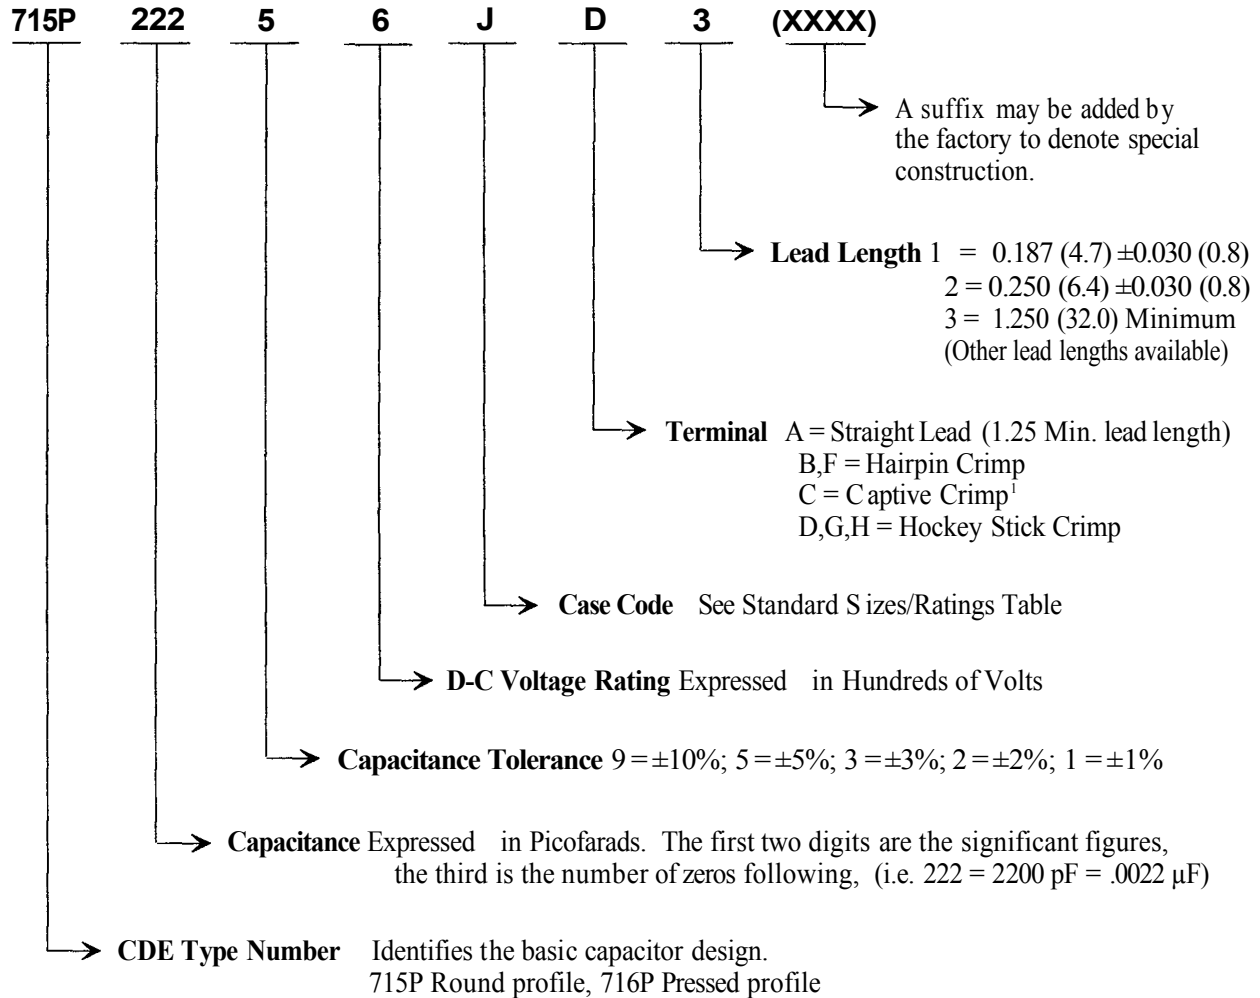 715P 222 5 6 J D 3 (XXXX)
A suffix may be added by
the factory to denote special
construction.
Lead Length 1 = 0.187 (4.7) ±0.030 (0.8)
2 = 0.250 (6.4) ±0.030 (0.8)
3 = 1.250 (32.0) Minimum
(Other lead lengths available)
Terminal A = Straight Lead (1.25 Min. lead length)
B,F = Hairpin Crimp
C = Captive Crimp¹
D,G,H = Hockey Stick Crimp
Case Code See Standard Sizes/Ratings Table
D-C Voltage Rating Expressed in Hundreds of Volts
Capacitance Tolerance 9 = ±10%; 5 = ±5%; 3 = ±3%; 2 = ±2%; 1 = ±1%
Capacitance Expressed in Picofarads. The first two digits are the significant figures,
the third is the number of zeros following, (i.e. 222 = 2200 pF = .0022 µF)
CDE Type Number Identifies the basic capacitor design.
715P Round profile, 716P Pressed profile